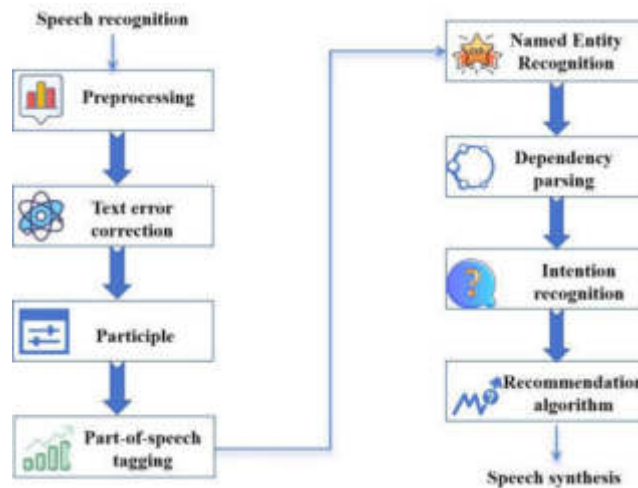 Speech recognition
Preprocessing
Text error
correction
Participle
Part-of-speech
tagging
Named Entity
Recognition
Dependency
parsing
Intention
recognition
Recommendation
algorithm
Speech synthesis